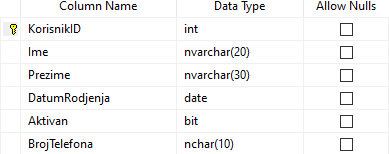 Column Name Data Type Allow Nulls
KorisnikID int
Ime nvarchar(20)
Prezime nvarchar(30)
DatumRodjenja date
Aktivan bit
BrojTelefona nchar(10)